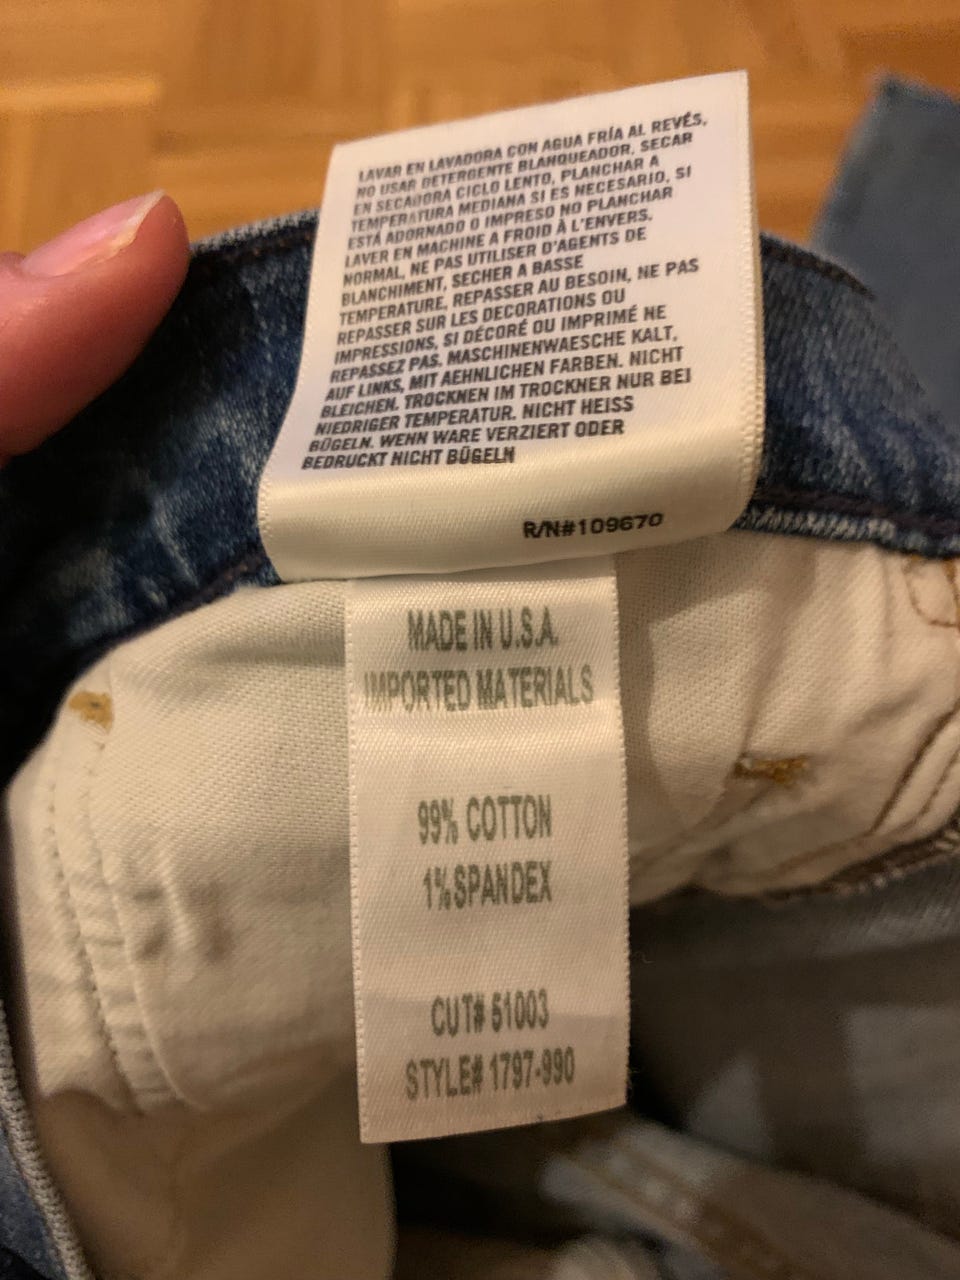 LAVAR EN LAVADORA CON AGUA FRÍA AL REVÉS,
NO USAR DETERGENTE BLANQUEADOR, SECAR
EN SECADORA CICLO LENTO, PLANCHAR A
TEMPERATURA MEDIANA SI ES NECESARIO, SI
ESTÁ ADORNADO O IMPRESO NO PLANCHAR
LAVER EN MACHINE A FROID À L'ENVERS.
NORMAL, NE PAS UTILISER D'AGENTS DE
BLANCHIMENT, SECHER A BASSE
TEMPERATURE, REPASSER AU BESOIN, NE PAS
REPASSER SUR LES DECORATIONS OU
IMPRESSIONS, SI DÉCORÉ OU IMPRIMÉ NE
REPASSEZ PAS. MASCHINENWAESCHE KALT,
AUF LINKS, MIT AEHNLICHEN FARBEN. NICHT
BLEICHEN. TROCKNEN IM TROCKNER NUR BEI
NIEDRIGER TEMPERATUR. NICHT HEISS
BÜGELN. WENN WARE VERZIERT ODER
BEDRUCKT NICHT BÜGELN
R/N#109670
MADE IN U.S.A.
IMPORTED MATERIALS
99% COTTON
1% SPANDEX
CUT# 51003
STYLE# 1797-990